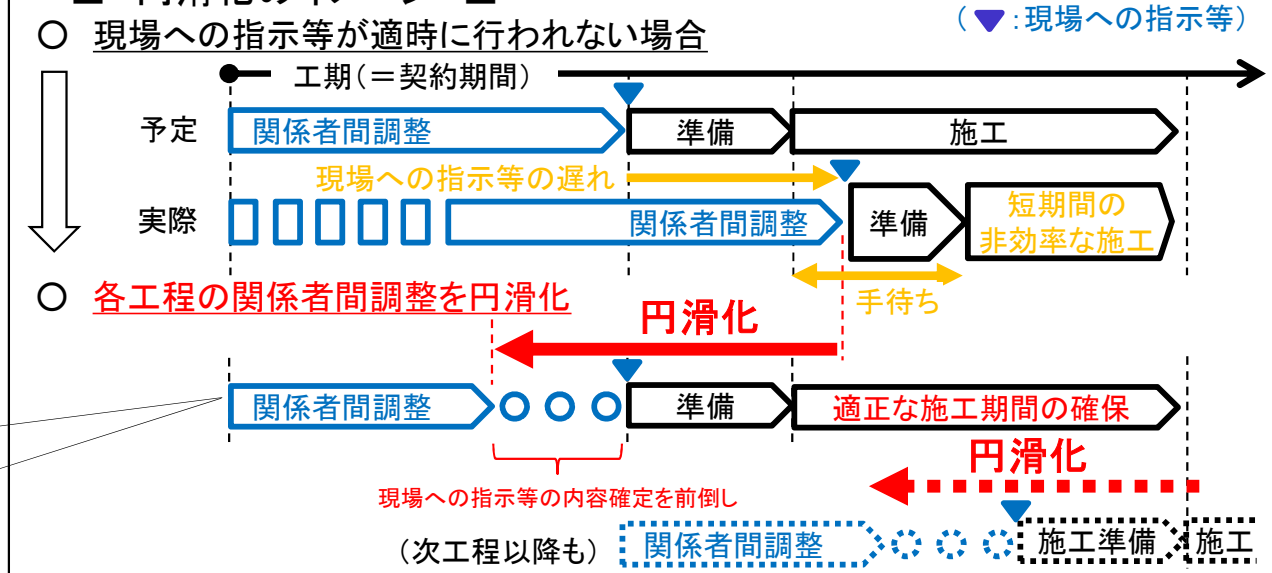 (▼:現場への指示等)
○ 現場への指示等が適時に行われない場合
工期(=契約期間)
予定
関係者間調整
準備
施工
現場への指示等の遅れ
実際
関係者間調整
準備
短期間の
非効率な施工
手待ち
○ 各工程の関係者間調整を円滑化
円滑化
関係者間調整
準備
適正な施工期間の確保
円滑化
現場への指示等の内容確定を前倒し
(次工程以降も)
関係者間調整
施工準備
施工